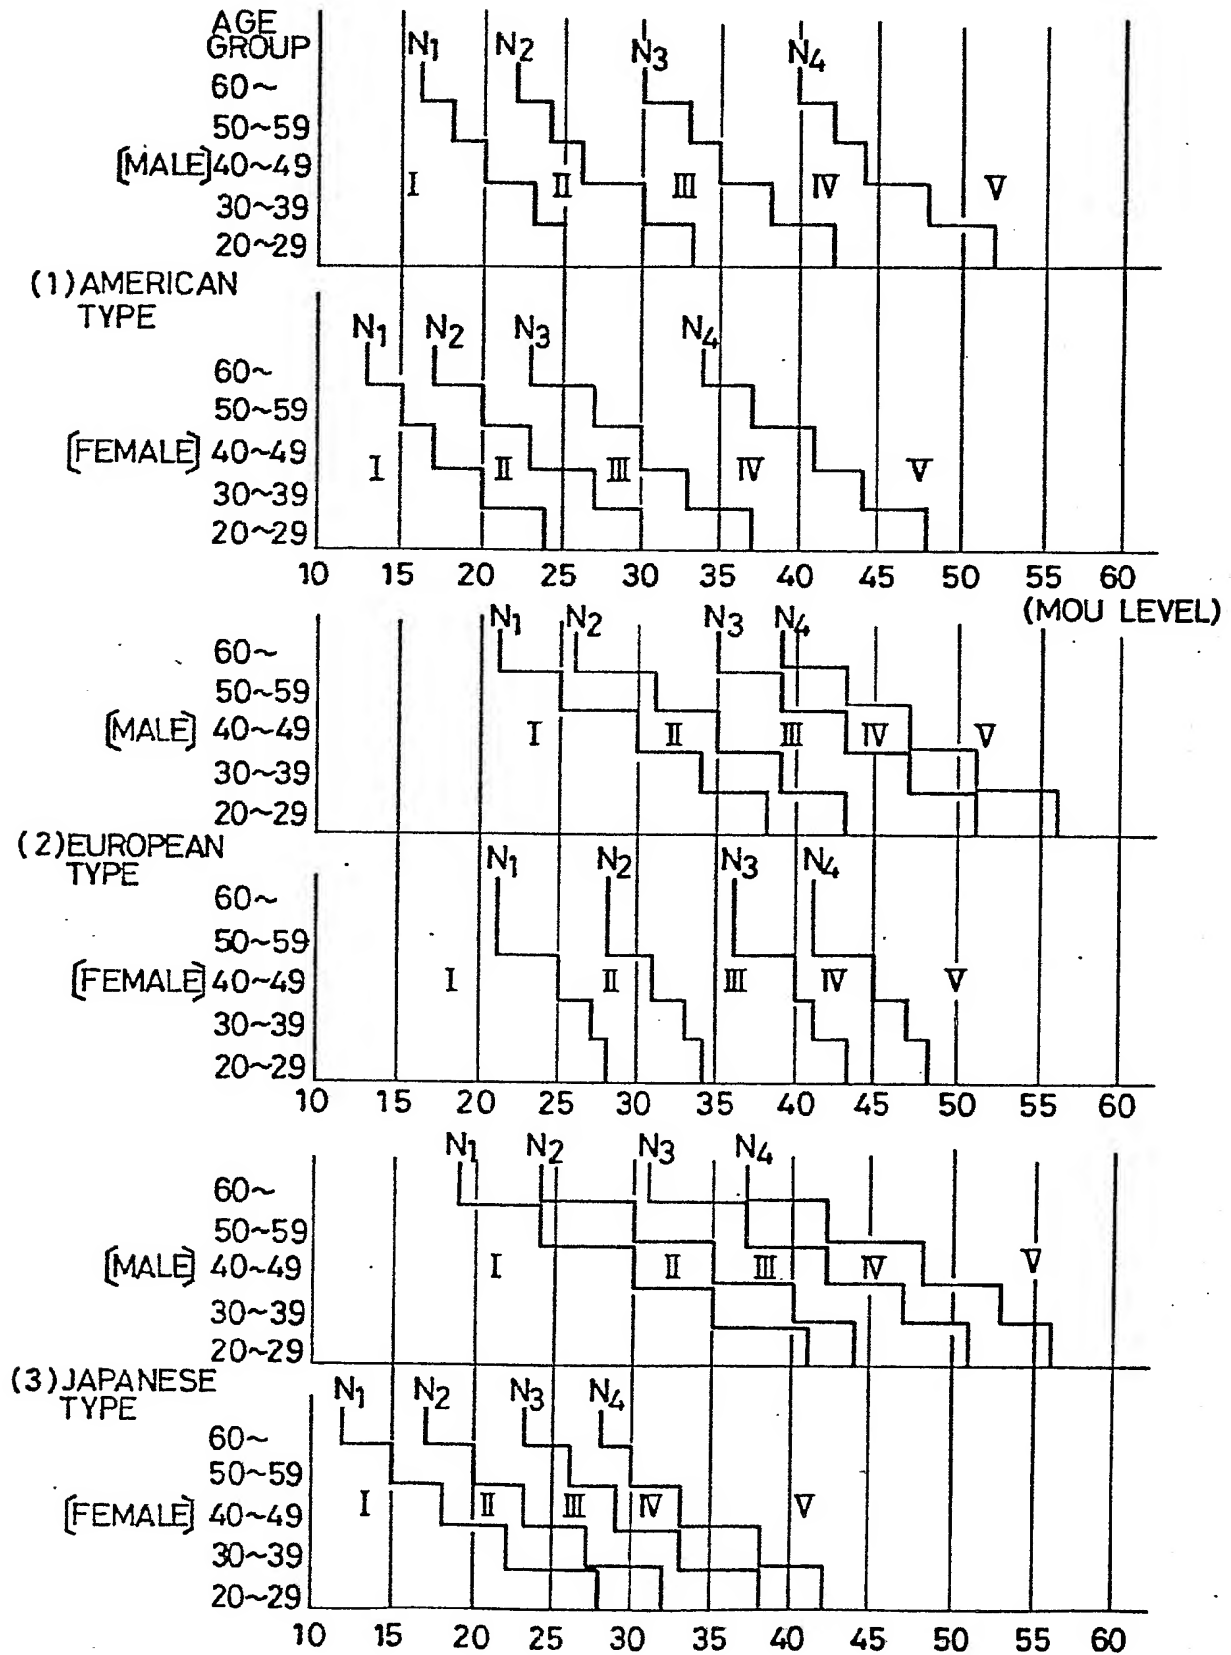 AGE
GROUP N1 N2 N3 N4
60~
50~59
[MALE] 40~49 I II III IV V
30~39
20~29
(1) AMERICAN
TYPE
N1 N2 N3 N4
60~
50~59
[FEMALE] 40~49 I II III IV V
30~39
20~29
10 15 20 25 30 35 40 45 50 55 60
(MOU LEVEL)
N1 N2 N3 N4
60~
50~59
[MALE] 40~49 I II III IV V
30~39
20~29
(2) EUROPEAN
TYPE
N1 N2 N3 N4
60~
50~59
[FEMALE] 40~49 I II III IV V
30~39
20~29
10 15 20 25 30 35 40 45 50 55 60
N1 N2 N3 N4
60~
50~59
[MALE] 40~49 I II III IV V
30~39
20~29
(3) JAPANESE
TYPE
N1 N2 N3 N4
60~
50~59
[FEMALE] 40~49 I II III IV V
30~39
20~29
10 15 20 25 30 35 40 45 50 55 60